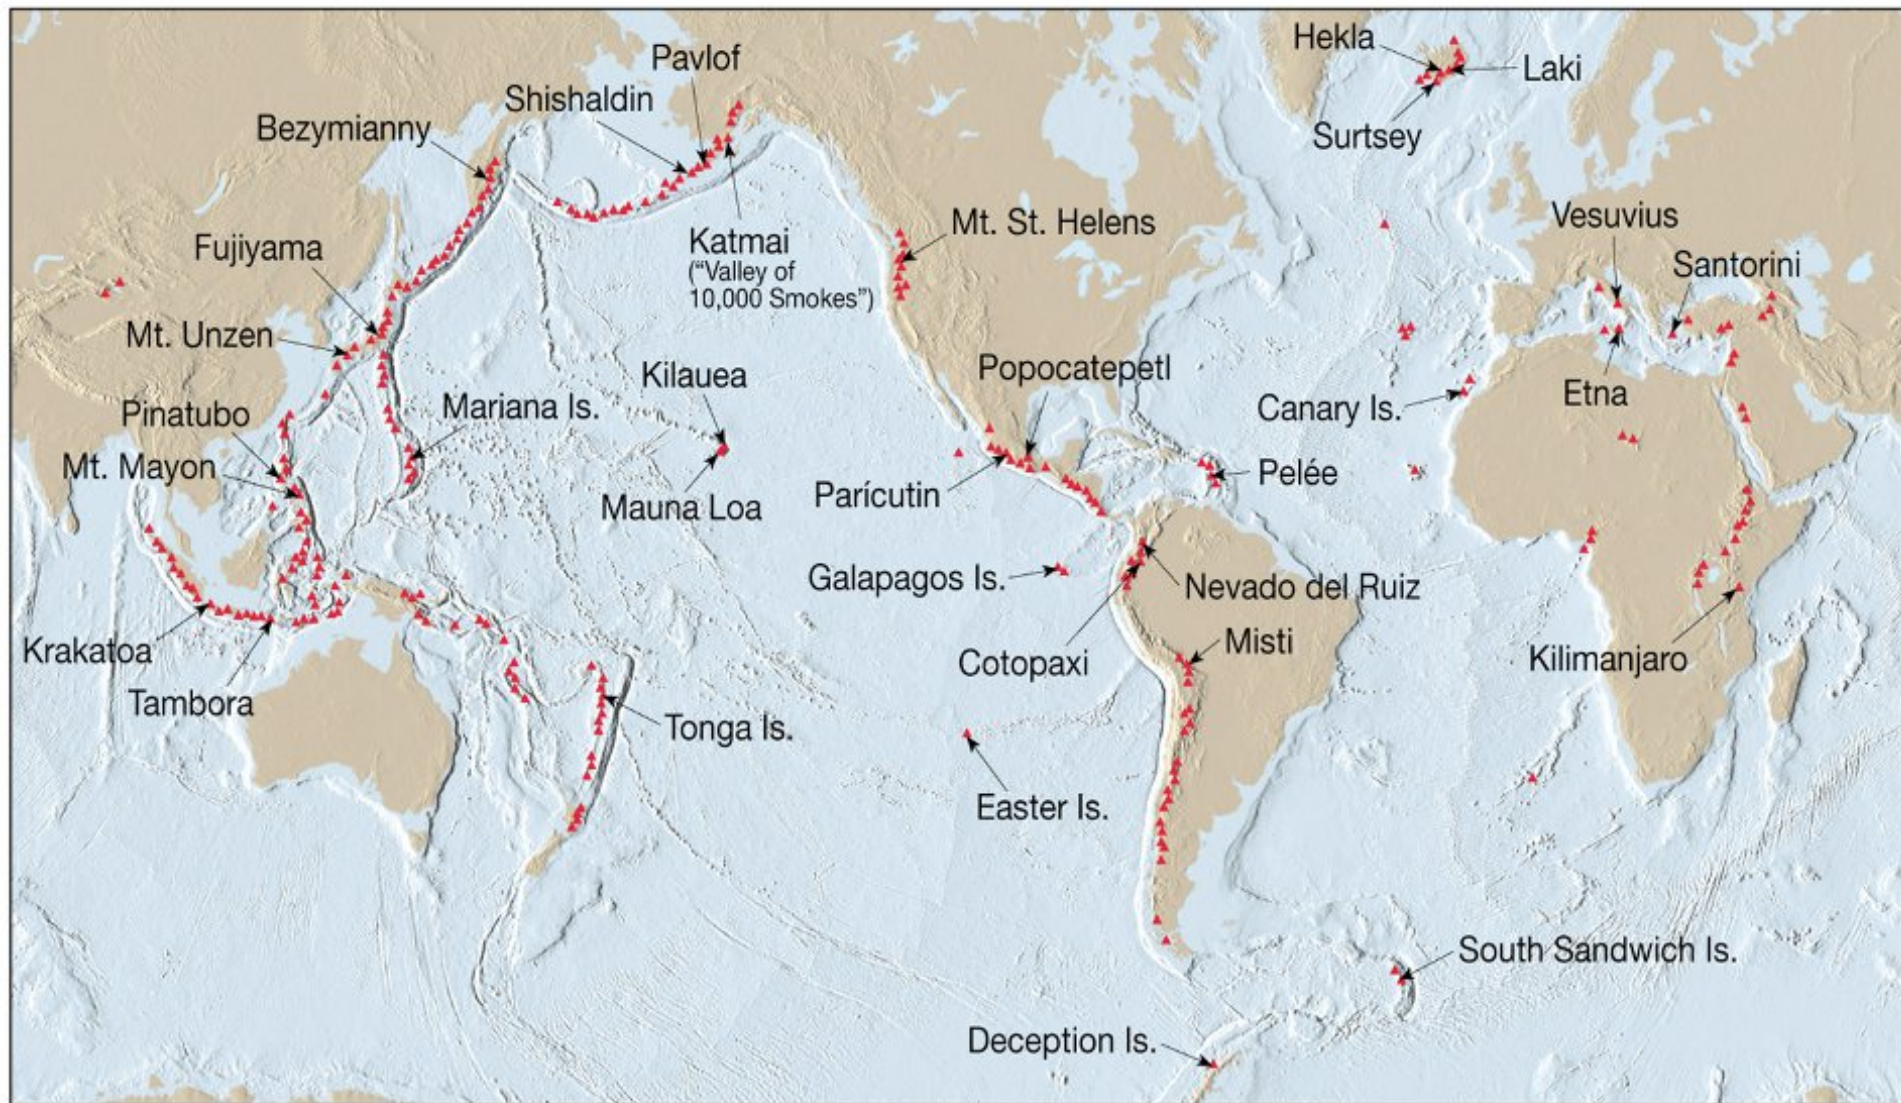 Hekla
Pavlof
Laki
Shishaldin
Bezymianny
Surtsey
Vesuvius
Mt. St. Helens
Katmai
("Valley of
10,000 Smokes")
Fujiyama
Santorini
Mt. Unzen
Kilauea
Popocatepetl
Etna
Mariana Is.
Canary Is.
Pinatubo
Mt. Mayon
Pelée
Parícutin
Mauna Loa
Galapagos Is.
Nevado del Ruiz
Krakatoa
Misti
Cotopaxi
Kilimanjaro
Tambora
Tonga Is.
Easter Is.
South Sandwich Is.
Deception Is.